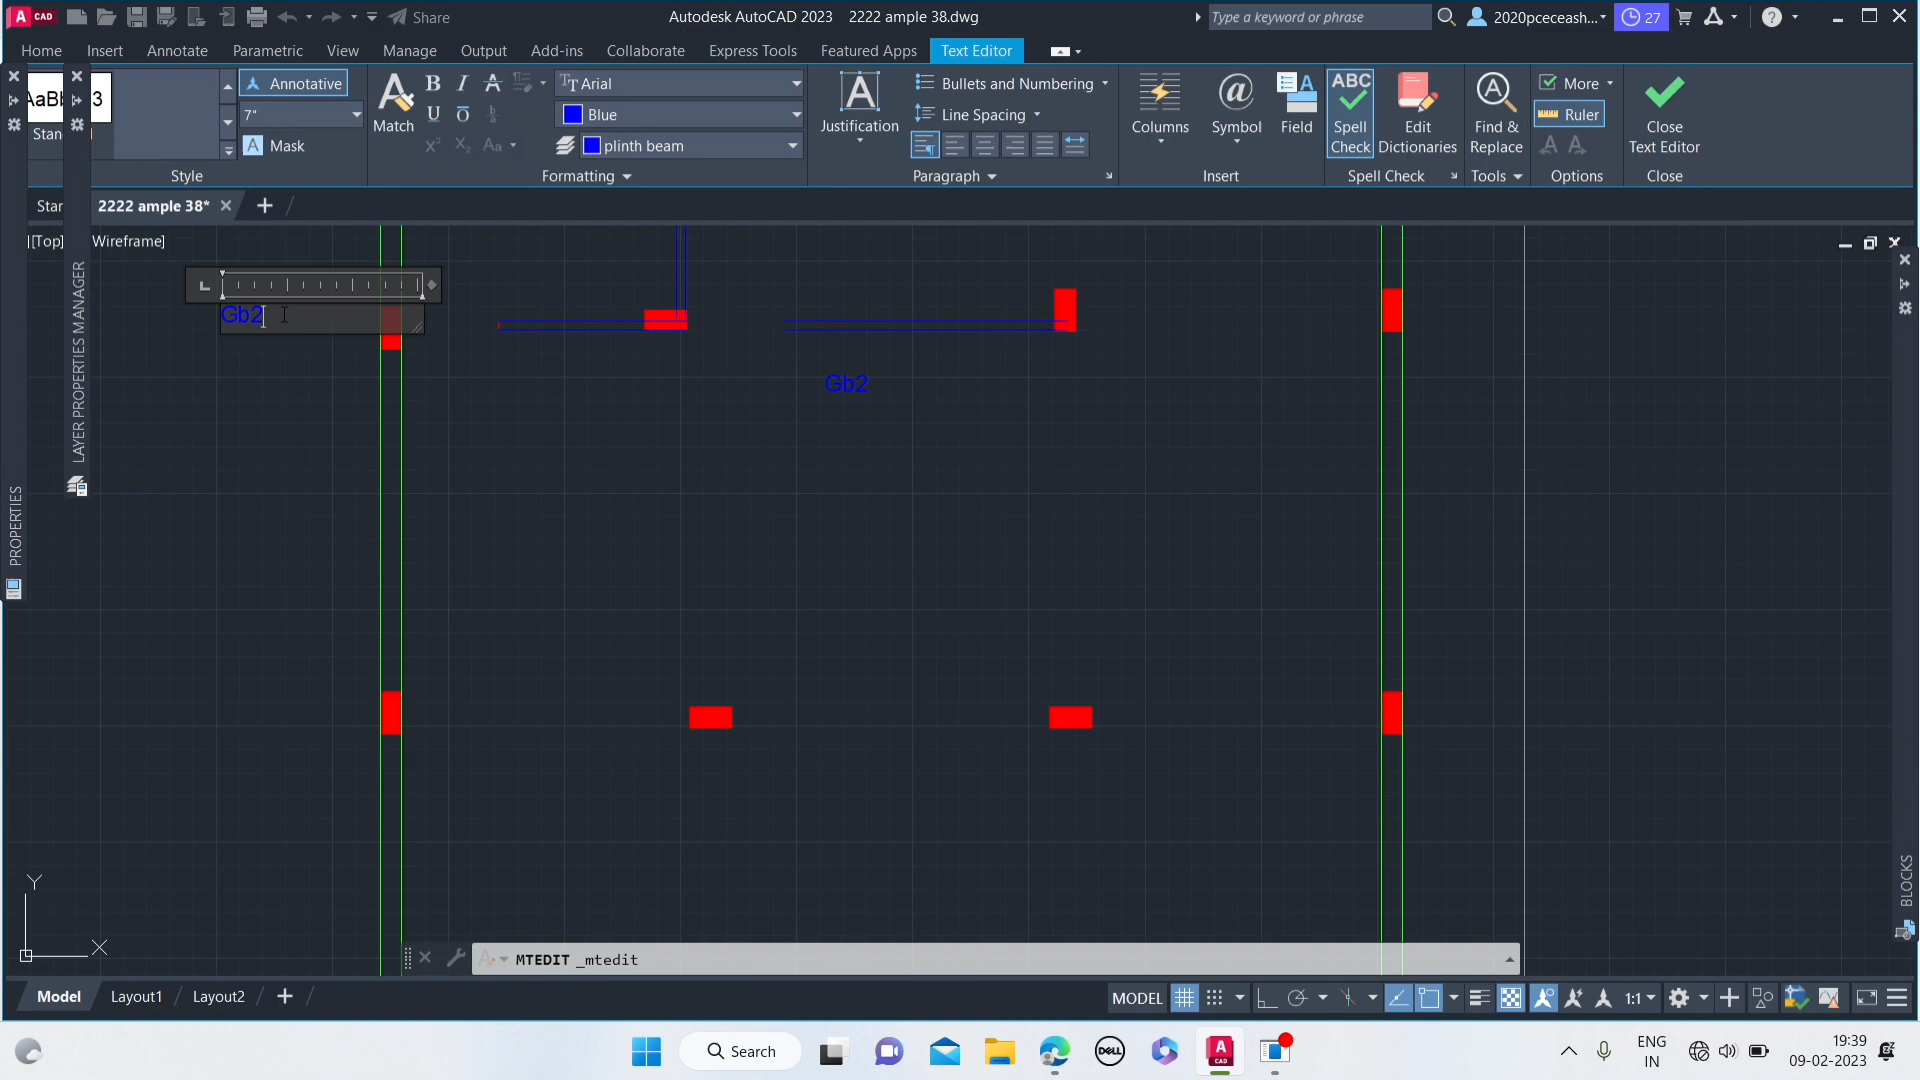 A CAD
Share
Autodesk AutoCAD 2023 2222 ample 38.dwg
Type a keyword or phrase
2020pceceash...
27
Home Insert Annotate Parametric View Manage Output Add-ins Collaborate Express Tools Featured Apps Text Editor
Annotative
7"
Mask
Style
Match
B I A
U O
Arial
Blue
plinth beam
Formatting
Justification
Bullets and Numbering
Line Spacing
Paragraph
Columns
Symbol
Field
Insert
ABC
Spell
Check
Edit
Dictionaries
Spell Check
Find &
Replace
Tools
More
Ruler
Options
Close
Text Editor
Close
2222 ample 38*
[Top]
Wireframe]
Gb2
Gb2
LAYER PROPERTIES MANAGER
PROPERTIES
BLOCKS
Y
X
MTEDIT _mtedit
Model Layout1 Layout2
MODEL
1:1
Search
DELL
A CAD
ENG
IN
19:39
09-02-2023